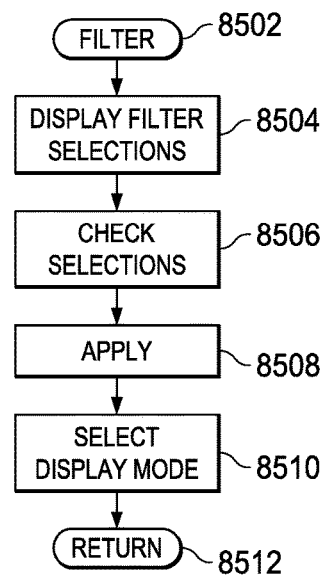 FILTER
8502
DISPLAY FILTER
SELECTIONS
8504
CHECK
SELECTIONS
8506
APPLY
8508
SELECT
DISPLAY MODE
8510
RETURN
8512